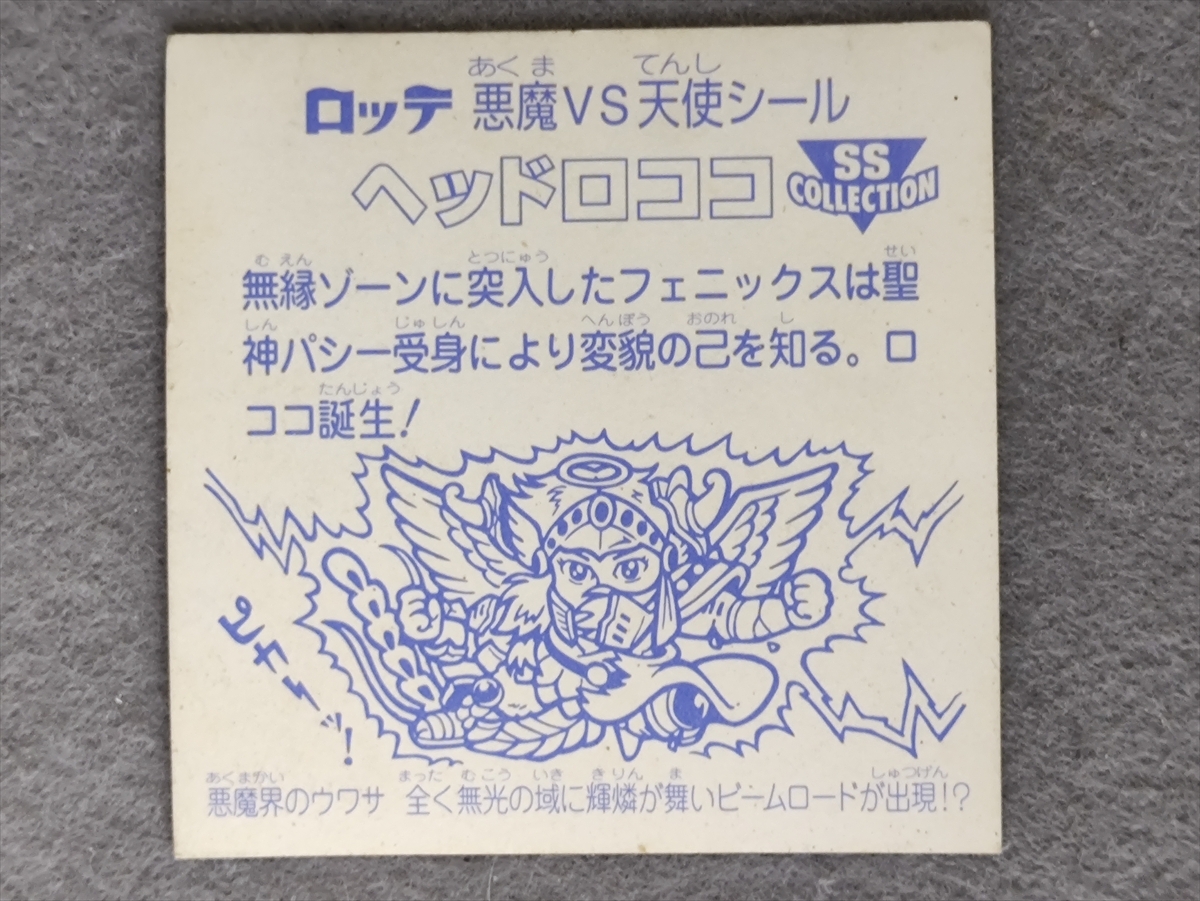 あくま てんし
ロッテ 悪魔VS天使シール
ヘッドロココ SS
COLLECTION
むえん とつにゅう せい
無縁ゾーンに突入したフェニックスは聖
しん じゅしん へんぼう おのれ し
神パシー受身により変貌の己を知る。ロ
たんじょう
ココ誕生!
ピカーッ!
あくまかい まった むこう いき きりん ま しゅつげん
悪魔界のウワサ 全く無光の域に輝燐が舞いビームロードが出現!?